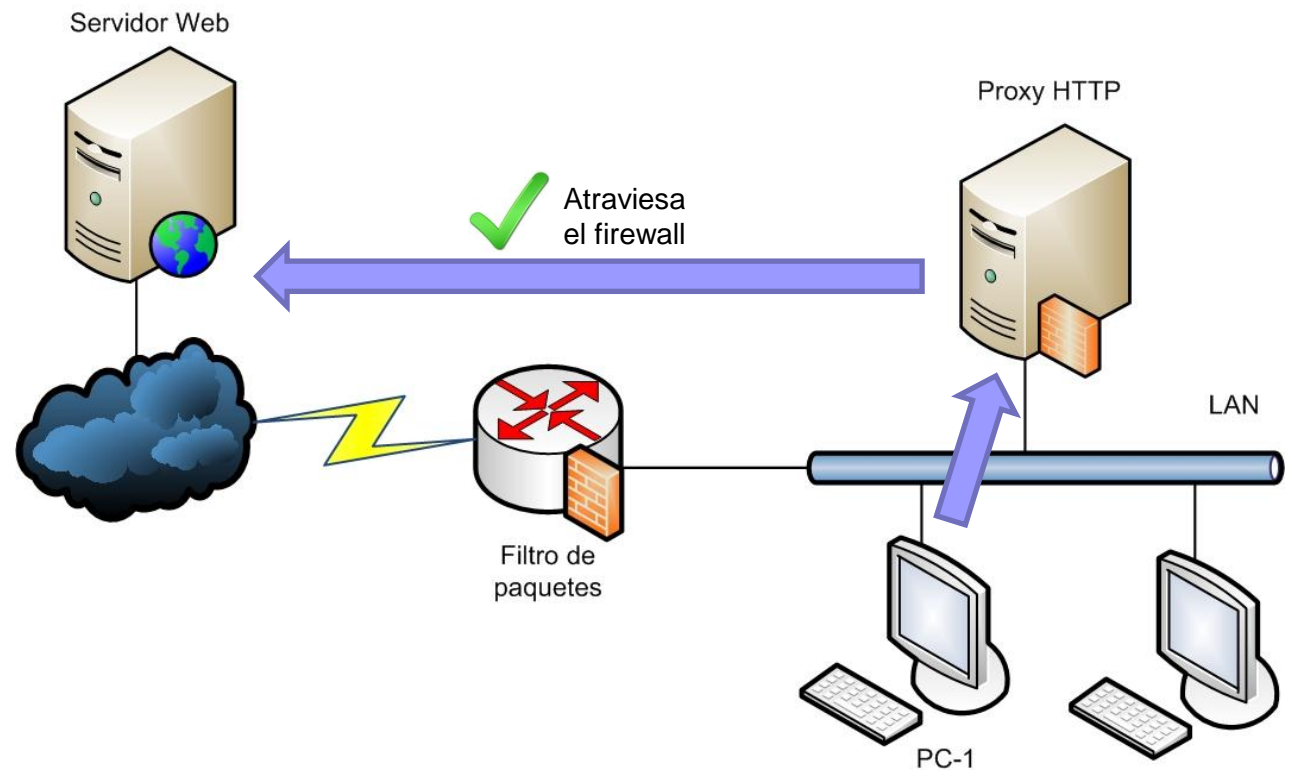 Servidor Web
Proxy HTTP
Atraviesa
el firewall
LAN
Filtro de
paquetes
PC-1